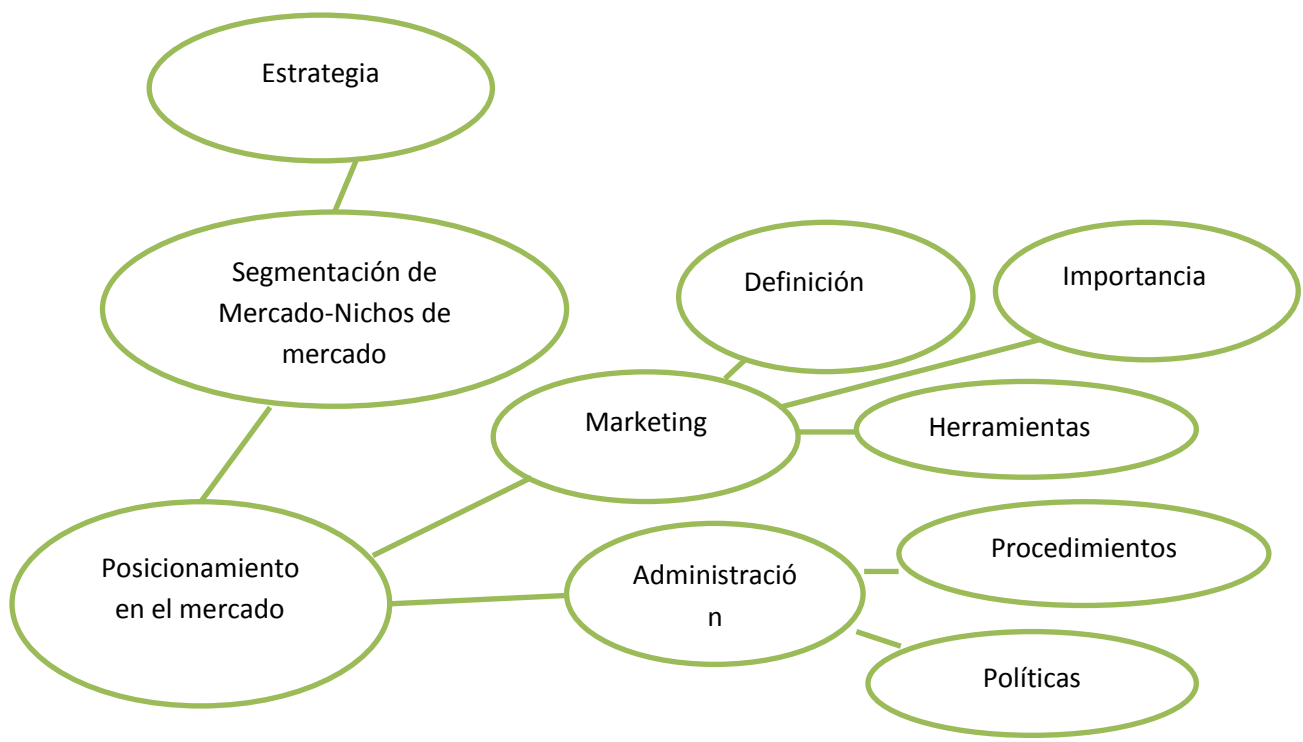 Estrategia
Segmentación de
Mercado-Nichos de
mercado
Definición
Importancia
Marketing
Herramientas
Posicionamiento
en el mercado
Administració
n
Procedimientos
Políticas